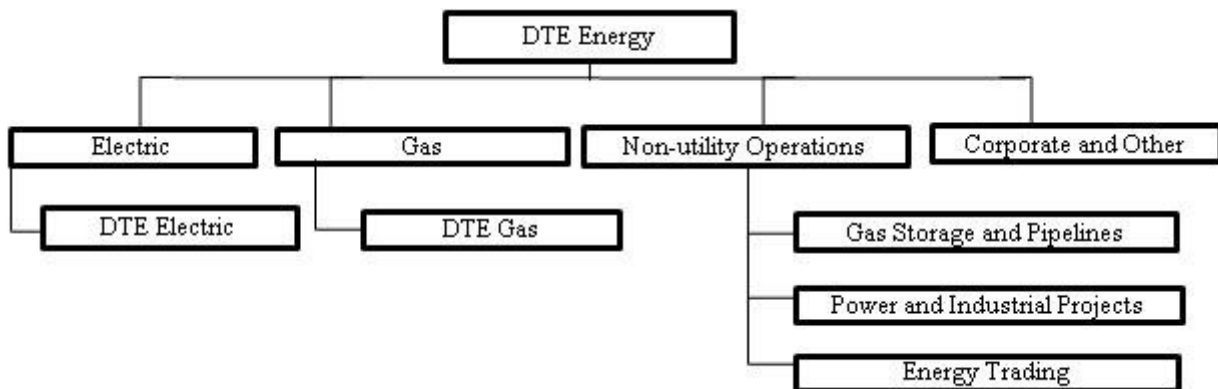 DTE Energy
Electric
Gas
Non-utility Operations
Corporate and Other
DTE Electric
DTE Gas
Gas Storage and Pipelines
Power and Industrial Projects
Energy Trading